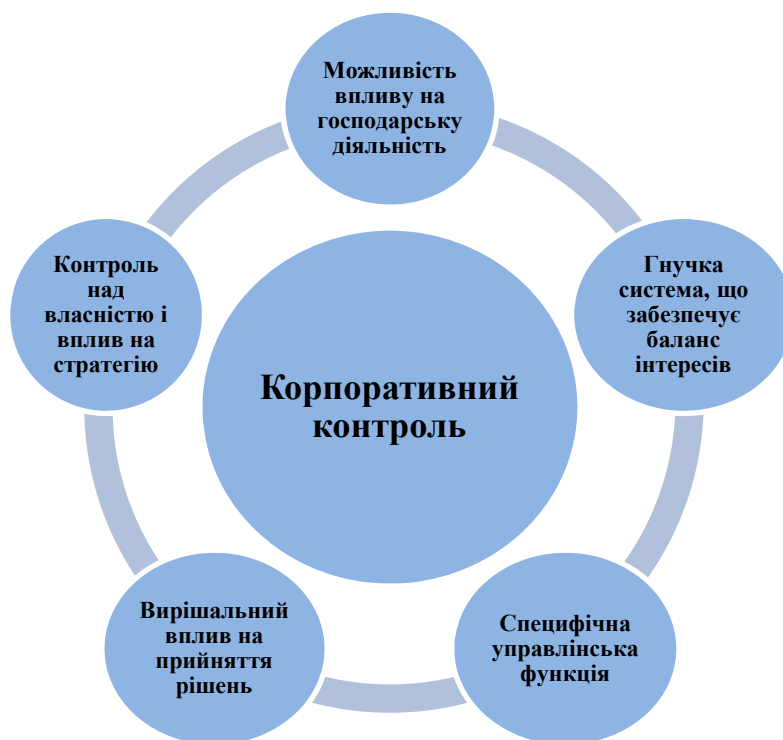 Можливість
впливу на
господарську
діяльність
Гнучка
система, що
забезпечує
баланс
інтересів
Специфічна
управлінська
функція
Вирішальний
вплив на
прийняття
рішень
Контроль
над
власністю і
вплив на
стратегію
Корпоративний
контроль